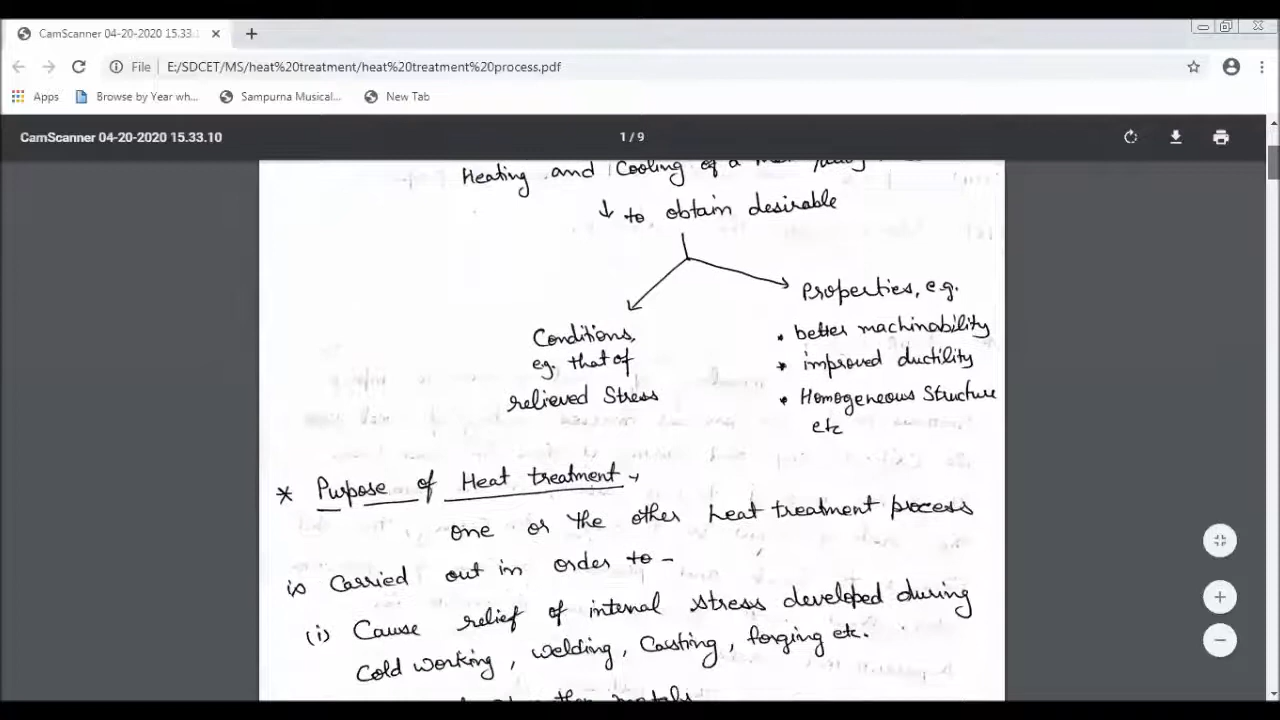 CamScanner 04-20-2020 15.33.
File E:/SDCET/MS/heat%20treatment/heat%20treatment%20process.pdf
Apps Browse by Year wh... Sampurna Musical... New Tab
CamScanner 04-20-2020 15.33.10 1 / 9
Heating and Cooling of a
↓ to obtain desirable
Properties, e.g.
Conditions,
• better machinability
eg. that of
• improved ductility
relieved Stress
• Homogeneous Structure
etc
* Purpose of Heat treatment
One or the other heat treatment process
is carried out in order to -
(i) Cause relief of internal stress developed during
Cold working, welding, Casting, forging etc.
metals